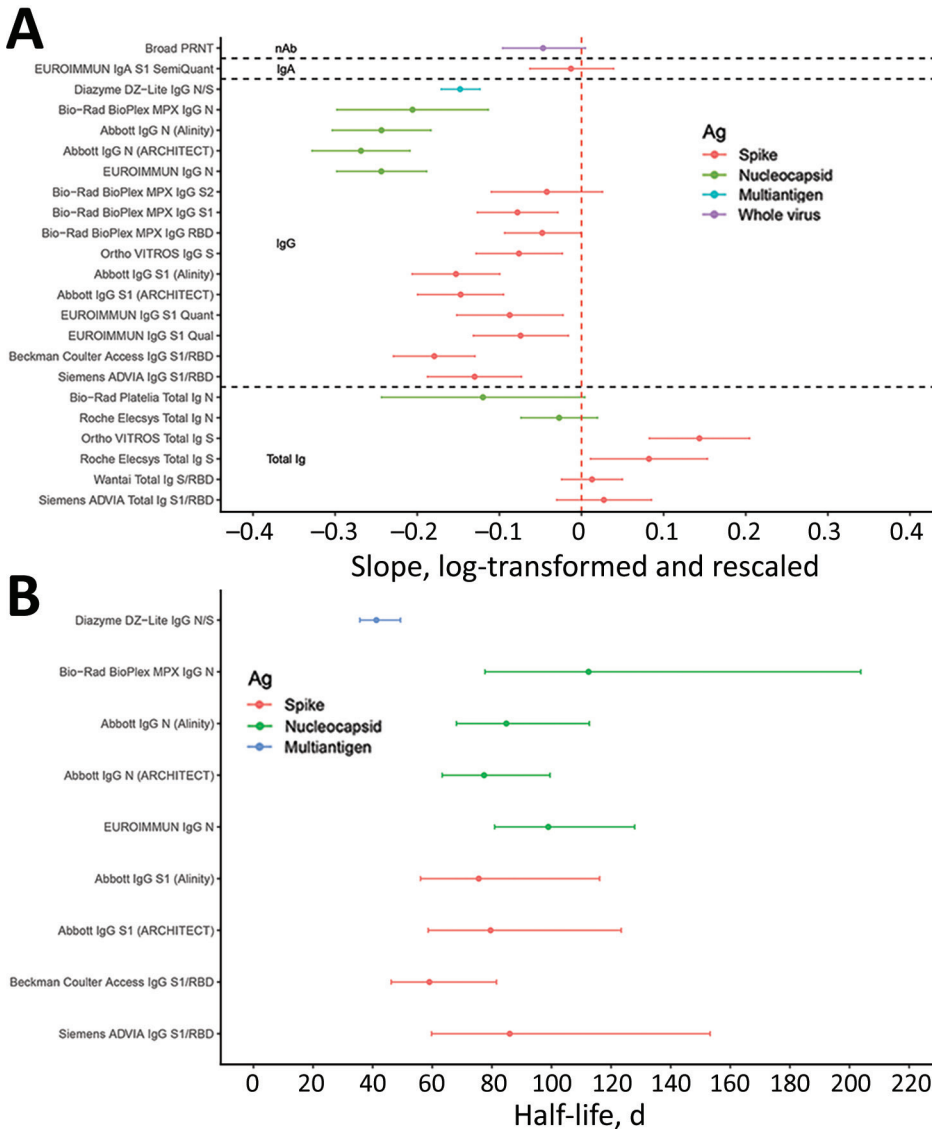 A
Broad PRNT
nAb
EUROIMMUN IgA S1 SemiQuant
IgA
Diazyme DZ-Lite IgG N/S
Bio-Rad BioPlex MPX IgG N
Abbott IgG N (Alinity)
Abbott IgG N (ARCHITECT)
EUROIMMUN IgG N
Bio-Rad BioPlex MPX IgG S2
Bio-Rad BioPlex MPX IgG S1
Bio-Rad BioPlex MPX IgG RBD
Ortho VITROS IgG S
Abbott IgG S1 (Alinity)
Abbott IgG S1 (ARCHITECT)
EUROIMMUN IgG S1 Quant
EUROIMMUN IgG S1 Qual
Beckman Coulter Access IgG S1/RBD
Siemens ADVIA IgG S1/RBD
IgG
Bio-Rad Platelia Total Ig N
Roche Elecsys Total Ig N
Ortho VITROS Total Ig S
Roche Elecsys Total Ig S
Wantai Total Ig S/RBD
Siemens ADVIA Total Ig S1/RBD
Total Ig
Ag
Spike
Nucleocapsid
Multiantigen
Whole virus
−0.4 −0.3 −0.2 −0.1 0 0.1 0.2 0.3 0.4
Slope, log-transformed and rescaled
B
Diazyme DZ-Lite IgG N/S
Bio-Rad BioPlex MPX IgG N
Abbott IgG N (Alinity)
Abbott IgG N (ARCHITECT)
EUROIMMUN IgG N
Abbott IgG S1 (Alinity)
Abbott IgG S1 (ARCHITECT)
Beckman Coulter Access IgG S1/RBD
Siemens ADVIA IgG S1/RBD
Ag
Spike
Nucleocapsid
Multiantigen
0 20 40 60 80 100 120 140 160 180 200 220
Half-life, d